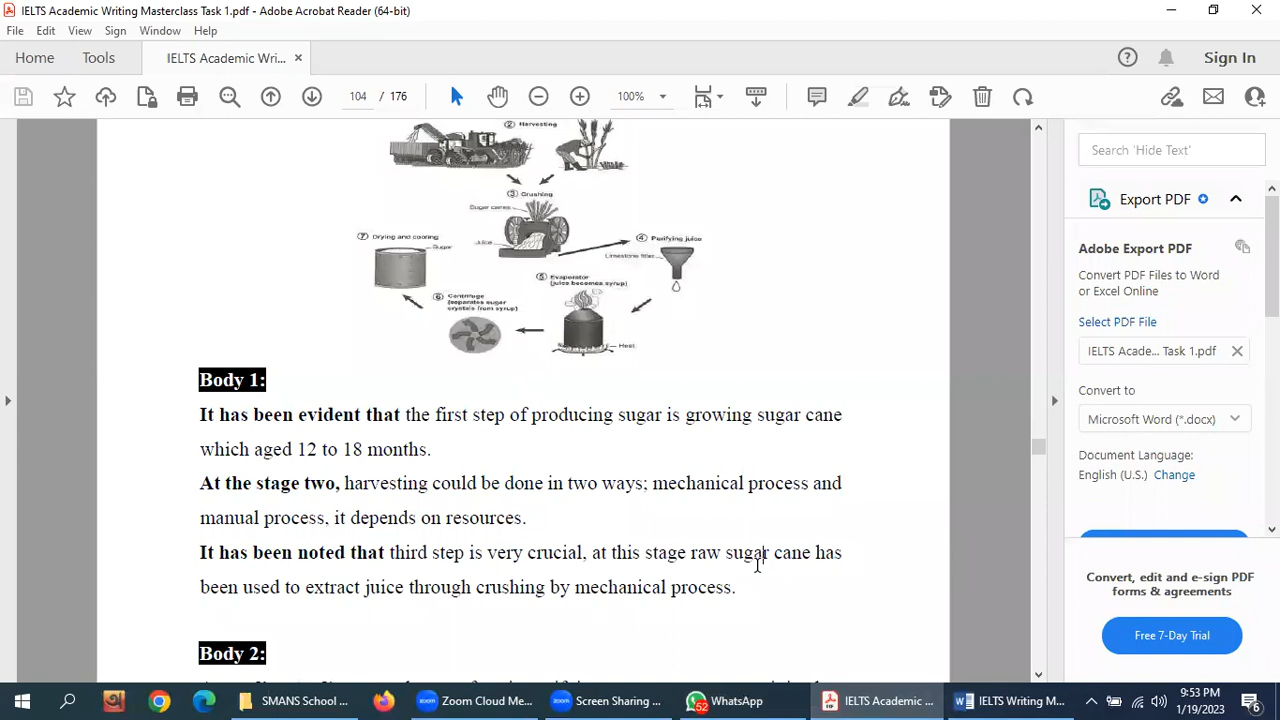 IELTS Academic Writing Masterclass Task 1.pdf - Adobe Acrobat Reader (64-bit)
File Edit View Sign Window Help
Home Tools IELTS Academic Wri... × Sign In
104 / 176 100%
② Harvesting
③ Crushing
Sugar canes
Juice
④ Purifying juice
Limestone filter
⑤ Evaporator
(juice becomes syrup)
Heat
⑥ Centrifuge
(separates sugar
crystals from syrup)
⑦ Drying and cooling
Sugar
Body 1:
It has been evident that the first step of producing sugar is growing sugar cane
which aged 12 to 18 months.
At the stage two, harvesting could be done in two ways; mechanical process and
manual process, it depends on resources.
It has been noted that third step is very crucial, at this stage raw sugar cane has
been used to extract juice through crushing by mechanical process.
Body 2:
Search 'Hide Text'
Export PDF
Adobe Export PDF
Convert PDF Files to Word
or Excel Online
Select PDF File
IELTS Acade... Task 1.pdf
Convert to
Microsoft Word (*.docx)
Document Language:
English (U.S.) Change
Convert, edit and e-sign PDF
forms & agreements
Free 7-Day Trial
SMANS School ... Zoom Cloud Me... Screen Sharing ... 52 WhatsApp IELTS Academic ... IELTS Writing M... 9:53 PM
1/19/2023 6